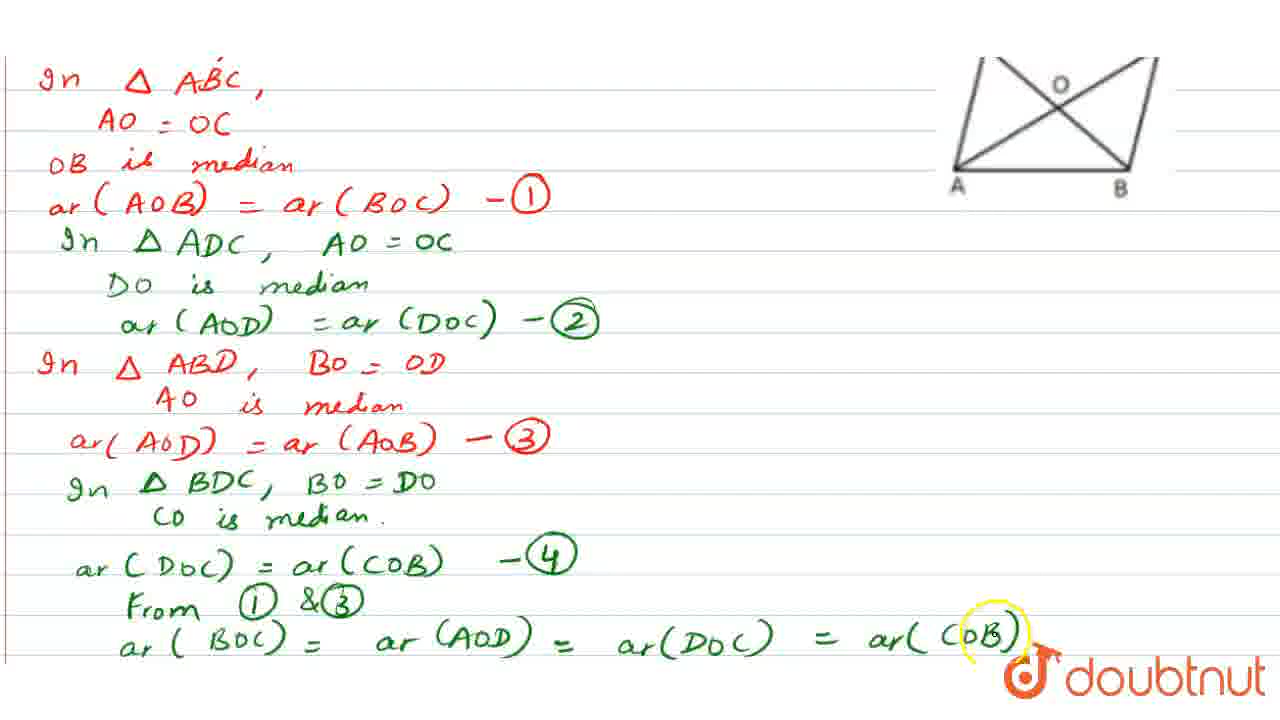 In Δ ABC,
AO = OC
OB is median
ar (AOB) = ar (BOC) - 1
In Δ ADC, AO = OC
DO is median
ar (AOD) = ar (DOC) - 2
In Δ ABD, BO = OD
AO is median
ar (AOD) = ar (AOB) - 3
In Δ BDC, BO = DO
CO is median.
ar (DOC) = ar (COB) - 4
From 1 & 3
ar (BOC) = ar (AOD) = ar (DOC) = ar (COB)
O
A B
doubtnut